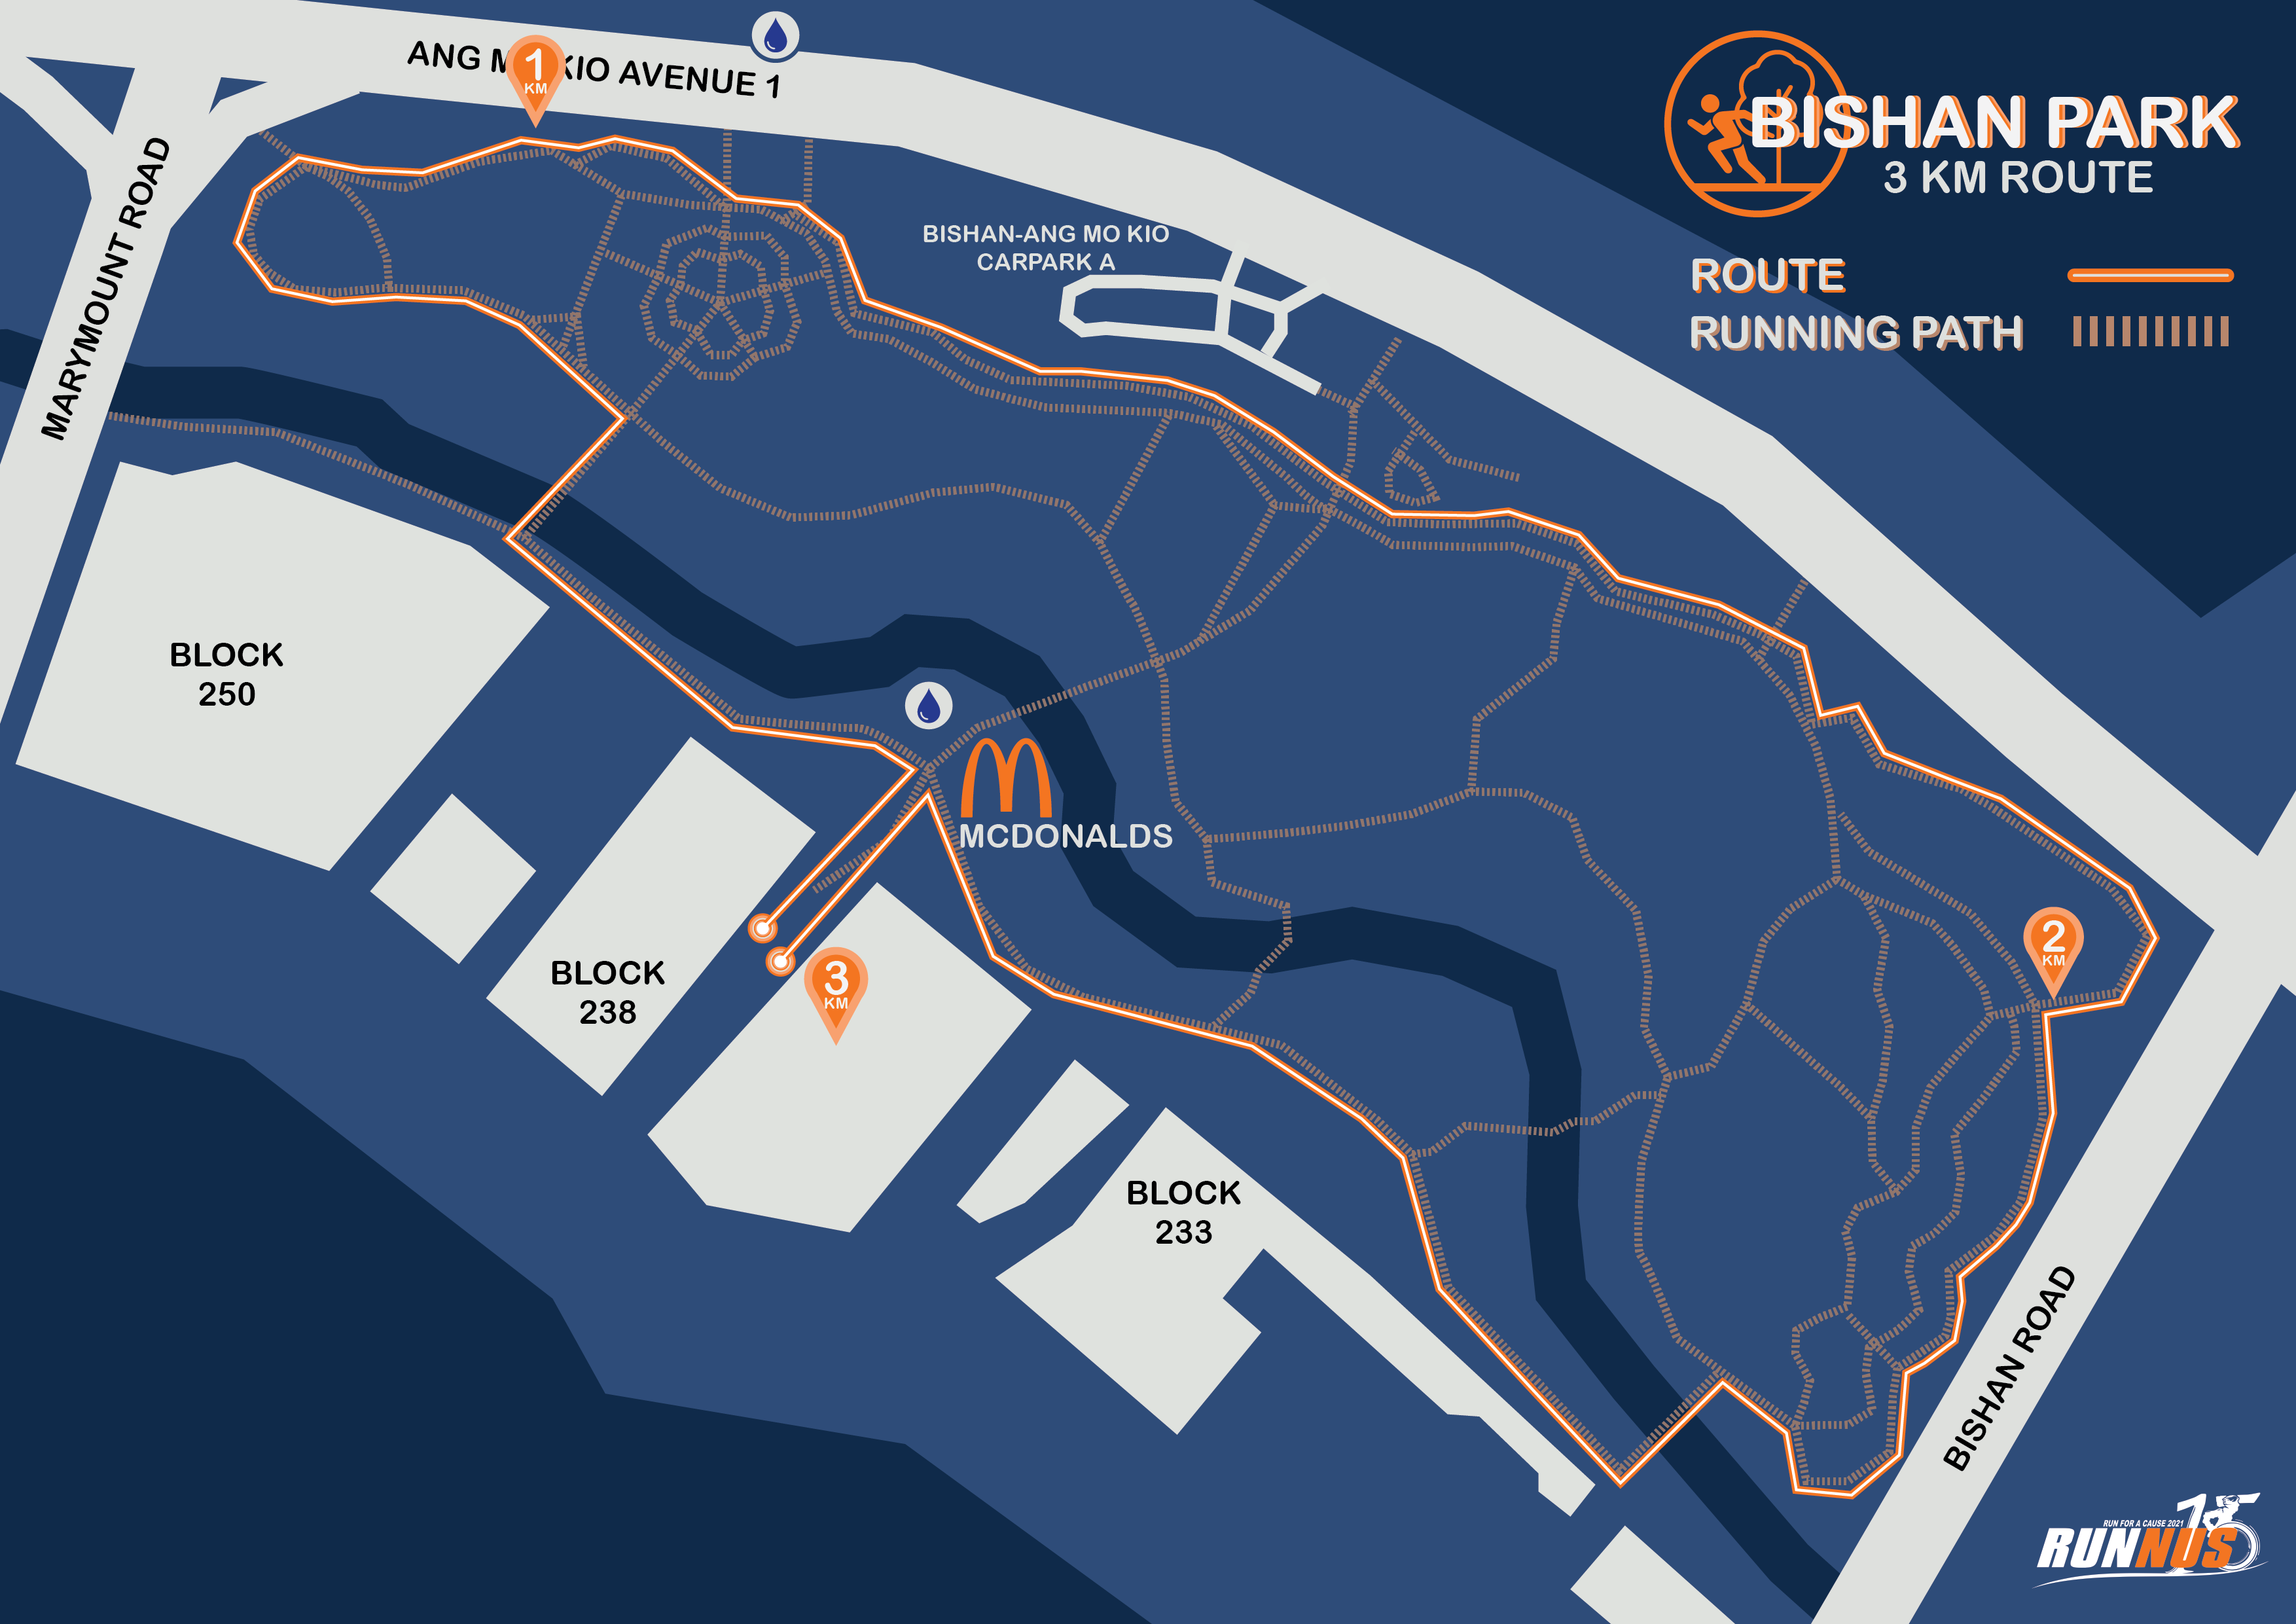 BISHAN PARK
3 KM ROUTE
ROUTE
RUNNING PATH
ANG MO KIO AVENUE 1
1
KM
MARYMOUNT ROAD
BISHAN-ANG MO KIO
CARPARK A
BLOCK
250
MCDONALDS
BLOCK
238
3
KM
2
KM
BLOCK
233
BISHAN ROAD
RUN FOR A CAUSE 2021
15
RUNNUS